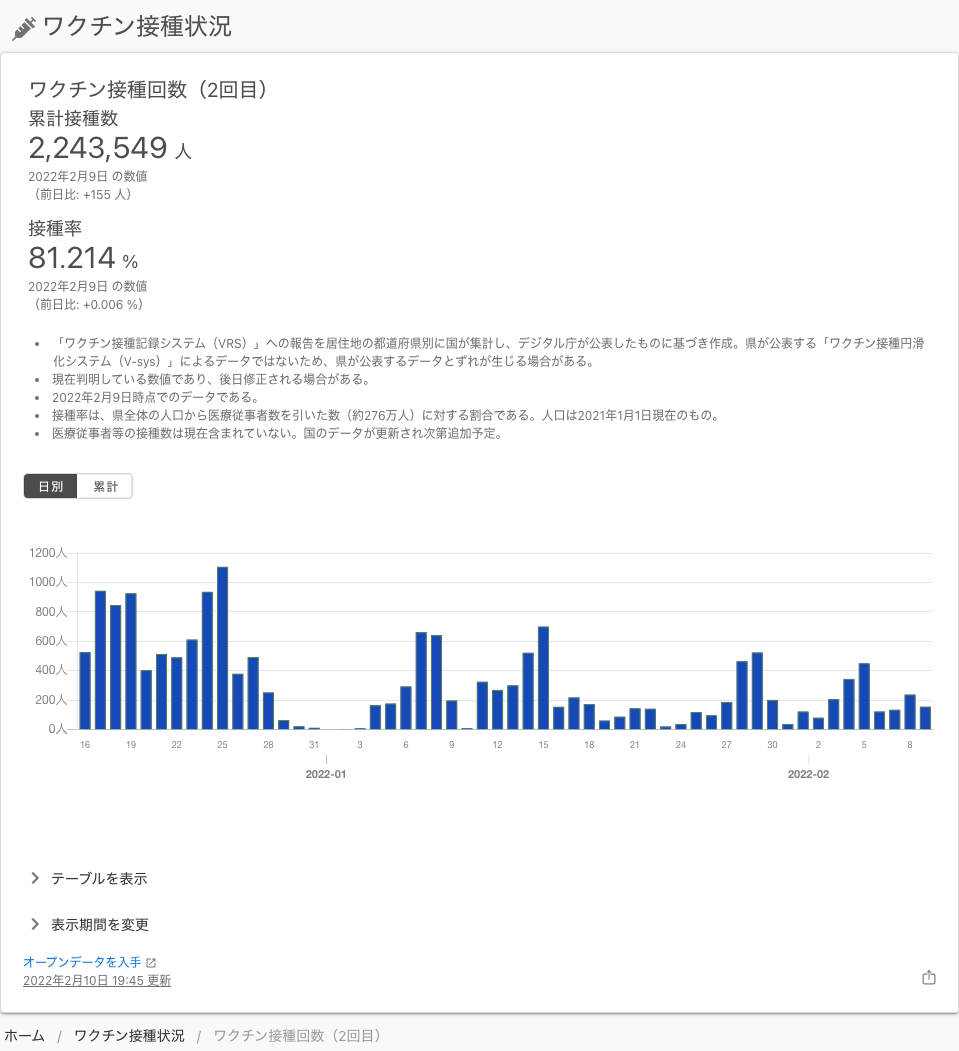 ワクチン接種状況
ワクチン接種回数（2回目）
累計接種数
2,243,549 人
2022年2月9日 の数値
（前日比: +155 人）
接種率
81.214 %
2022年2月9日 の数値
（前日比: +0.006 %）
• 「ワクチン接種記録システム（VRS）」への報告を居住地の都道府県別に国が集計し、デジタル庁が公表したものに基づき作成。県が公表する「ワクチン接種円滑
化システム（V-sys）」によるデータではないため、県が公表するデータとずれが生じる場合がある。
• 現在判明している数値であり、後日修正される場合がある。
• 2022年2月9日時点でのデータである。
• 接種率は、県全体の人口から医療従事者数を引いた数（約276万人）に対する割合である。人口は2021年1月1日現在のもの。
• 医療従事者等の接種数は現在含まれていない。国のデータが更新され次第追加予定。
日別 累計
1200人
1000人
800人
600人
400人
200人
0人
16 19 22 25 28 31 3 6 9 12 15 18 21 24 27 30 2 5 8
2022-01 2022-02
テーブルを表示
表示期間を変更
オープンデータを入手
2022年2月10日 19:45 更新
ホーム / ワクチン接種状況 / ワクチン接種回数（2回目）